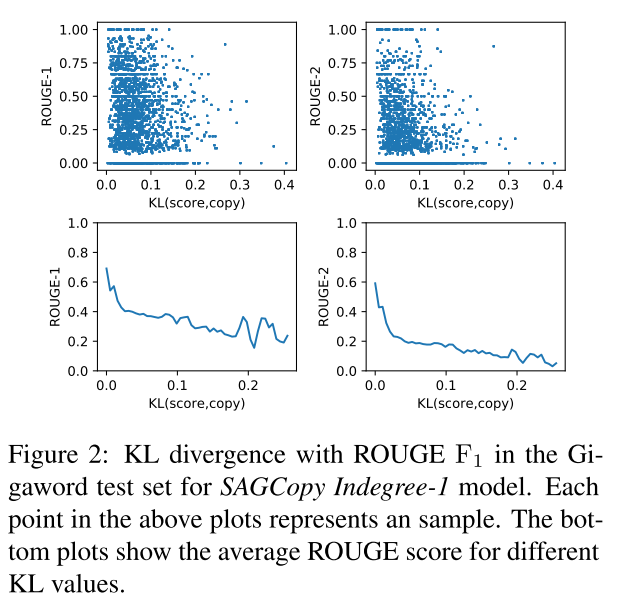 1.00
0.75
0.50
0.25
0.00
ROUGE-1
0.0 0.1 0.2 0.3 0.4
KL(score,copy)
1.00
0.75
0.50
0.25
0.00
ROUGE-2
0.0 0.1 0.2 0.3 0.4
KL(score,copy)
1.0
0.8
0.6
0.4
0.2
0.0
ROUGE-1
0.0 0.1 0.2
KL(score,copy)
1.0
0.8
0.6
0.4
0.2
0.0
ROUGE-2
0.0 0.1 0.2
KL(score,copy)
Figure 2: KL divergence with ROUGE F₁ in the Gi-
gaword test set for SAGCopy Indegree-1 model. Each
point in the above plots represents an sample. The bot-
tom plots show the average ROUGE score for different
KL values.